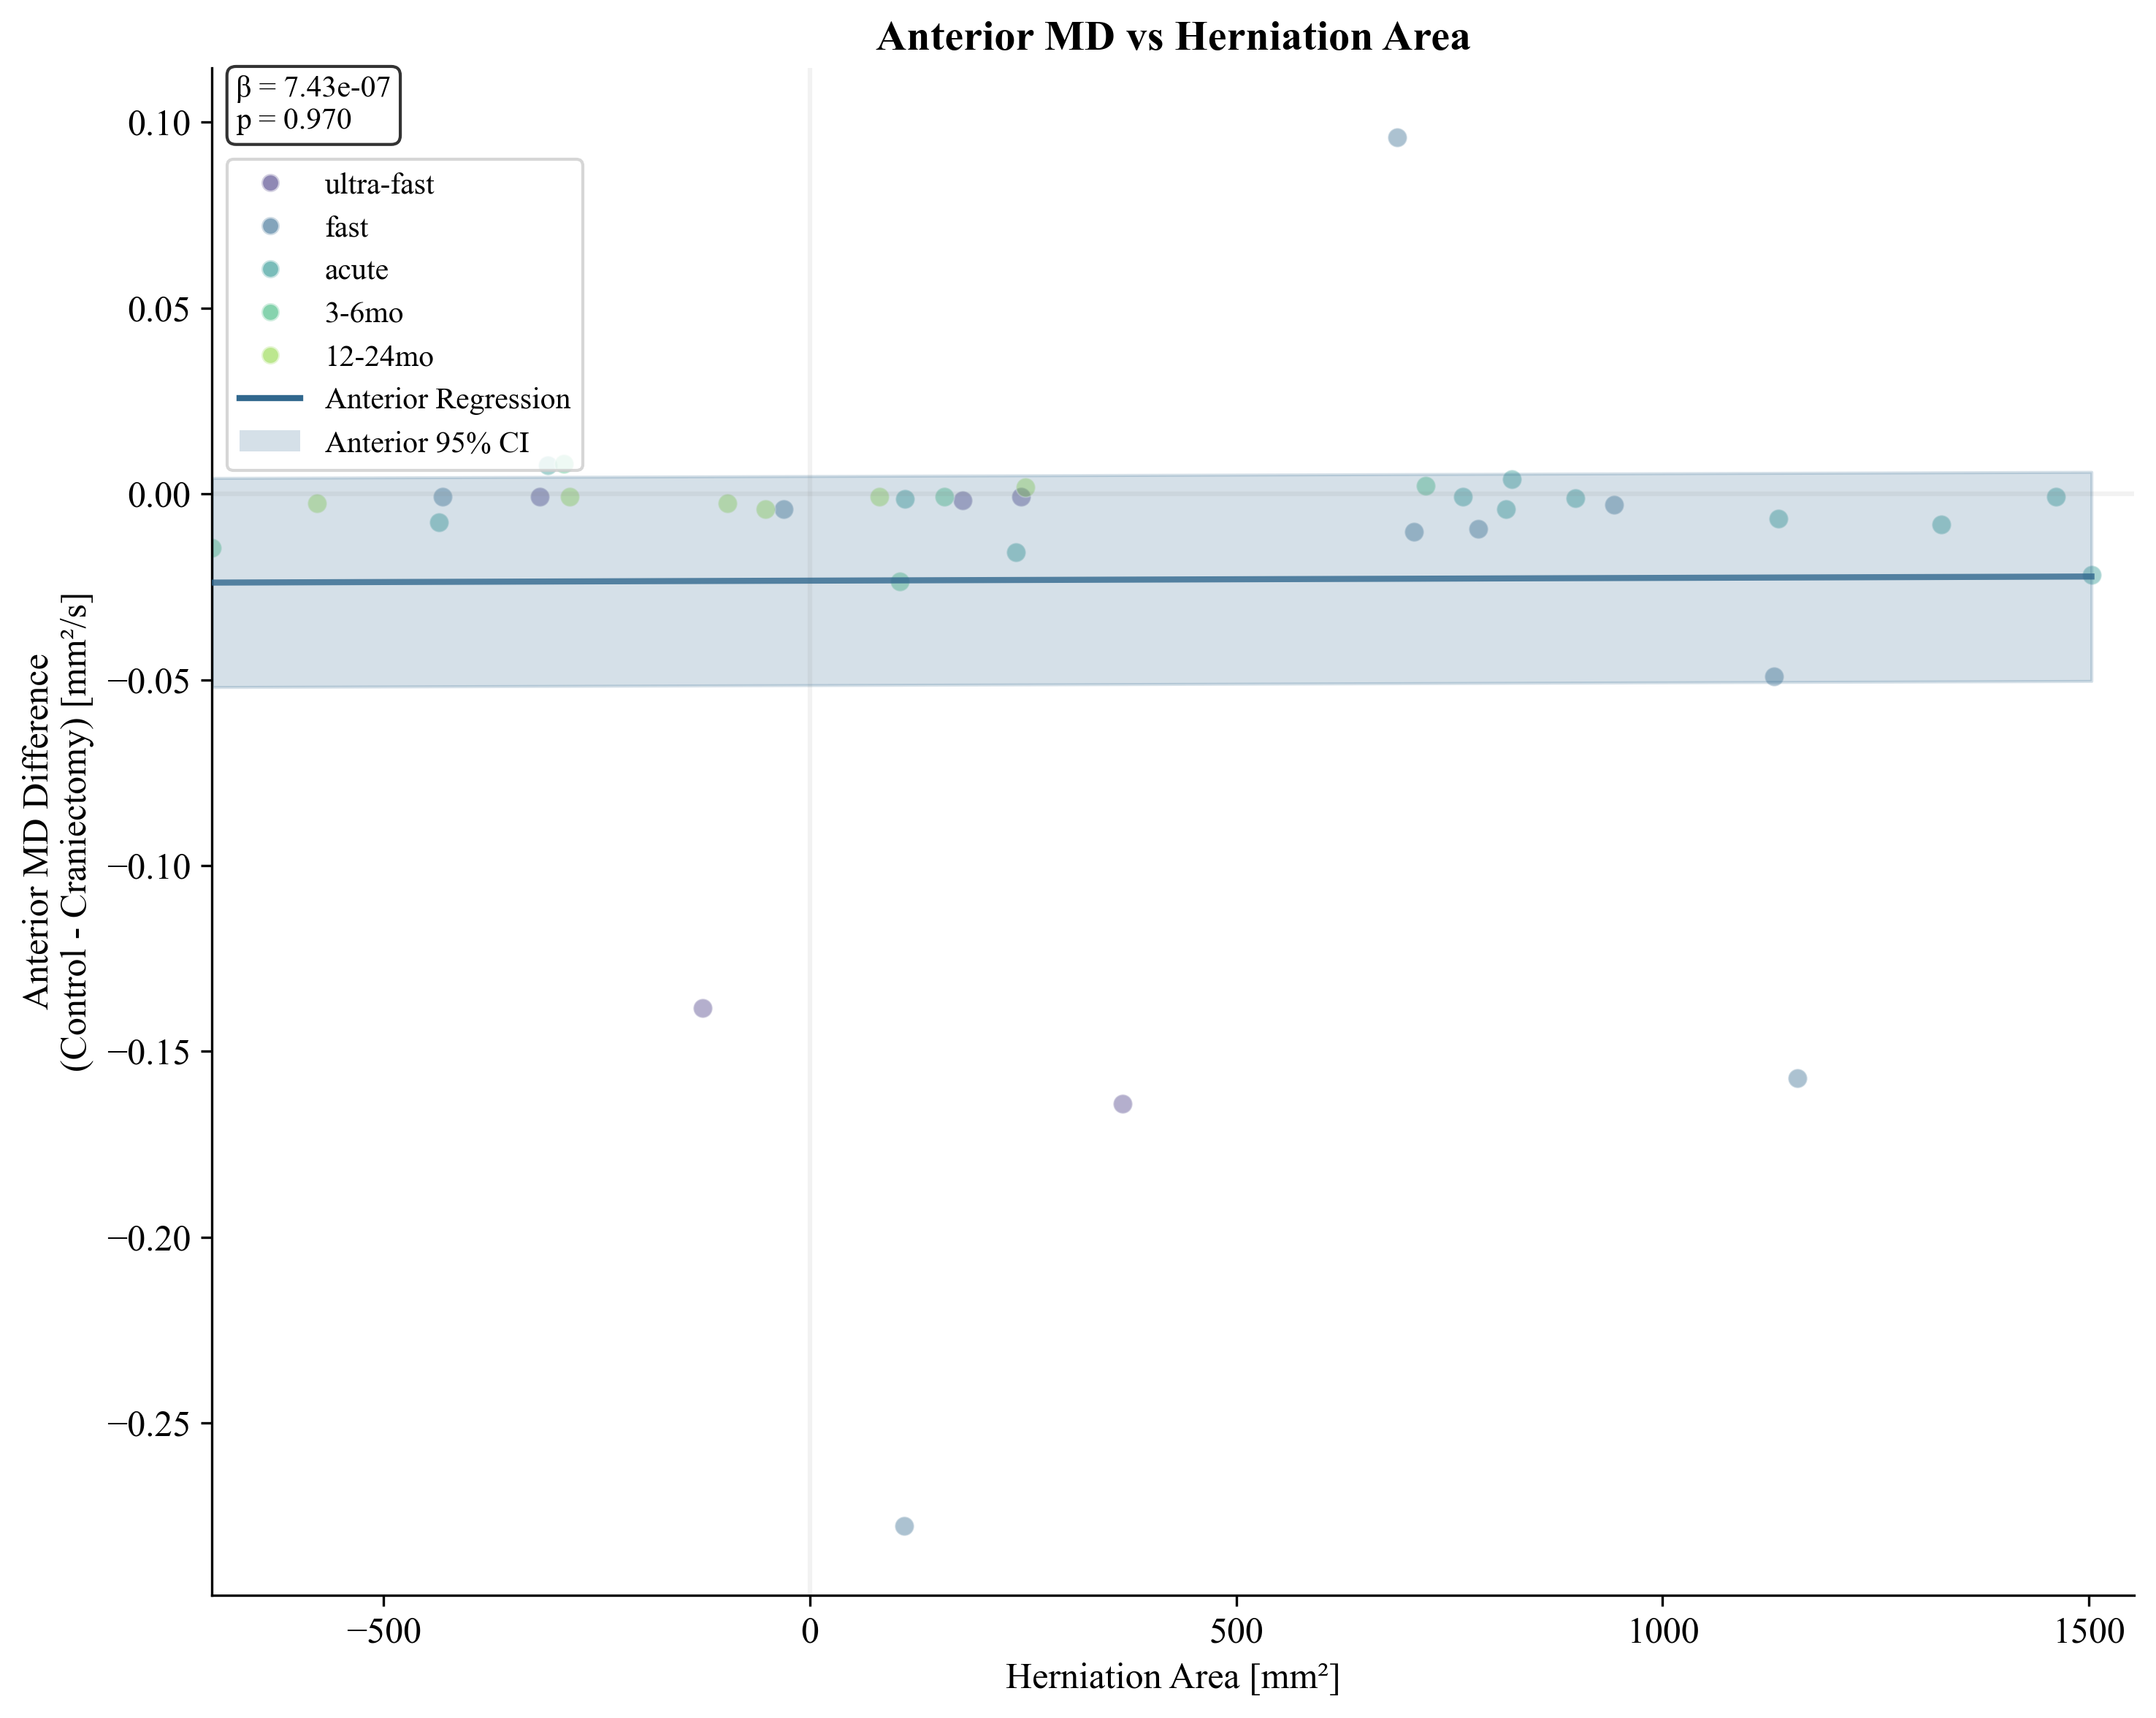 Anterior MD vs Herniation Area
β = 7.43e-07
p = 0.970
ultra-fast
fast
acute
3-6mo
12-24mo
Anterior Regression
Anterior 95% CI
0.10
0.05
0.00
−0.05
−0.10
−0.15
−0.20
−0.25
Anterior MD Difference
(Control - Craniectomy) [mm²/s]
−500
0
500
1000
1500
Herniation Area [mm²]